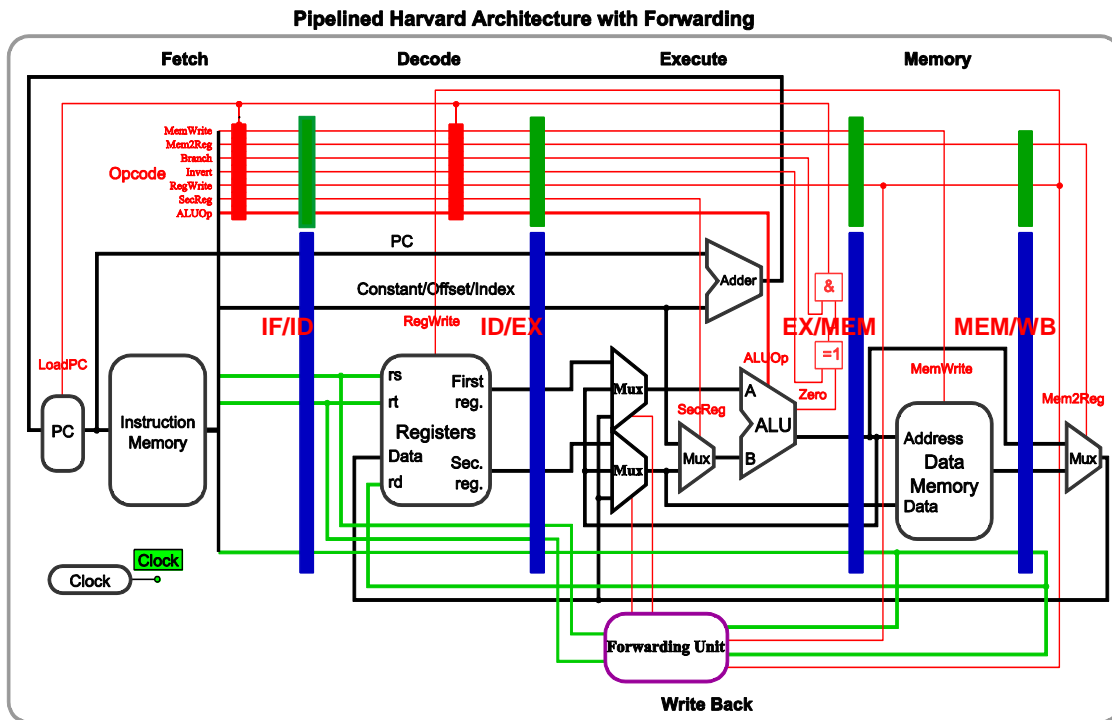 Pipelined Harvard Architecture with Forwarding
Fetch
Decode
Execute
Memory
MemWrite
Mem2Reg
Branch
Opcode
Invert
RegWrite
SecReg
ALUOp
PC
Adder
Constant/Offset/Index
&
IF/ID
RegWrite
ID/EX
EX/MEM
MEM/WB
LoadPC
ALUOp
=1
MemWrite
Mem2Reg
Zero
SecReg
PC
Instruction
Memory
rs
rt
Registers
Data
rd
First
reg.
Sec.
reg.
Mux
Mux
Mux
A
ALU
B
Address
Data
Memory
Data
Mux
Clock
Clock
Forwarding Unit
Write Back